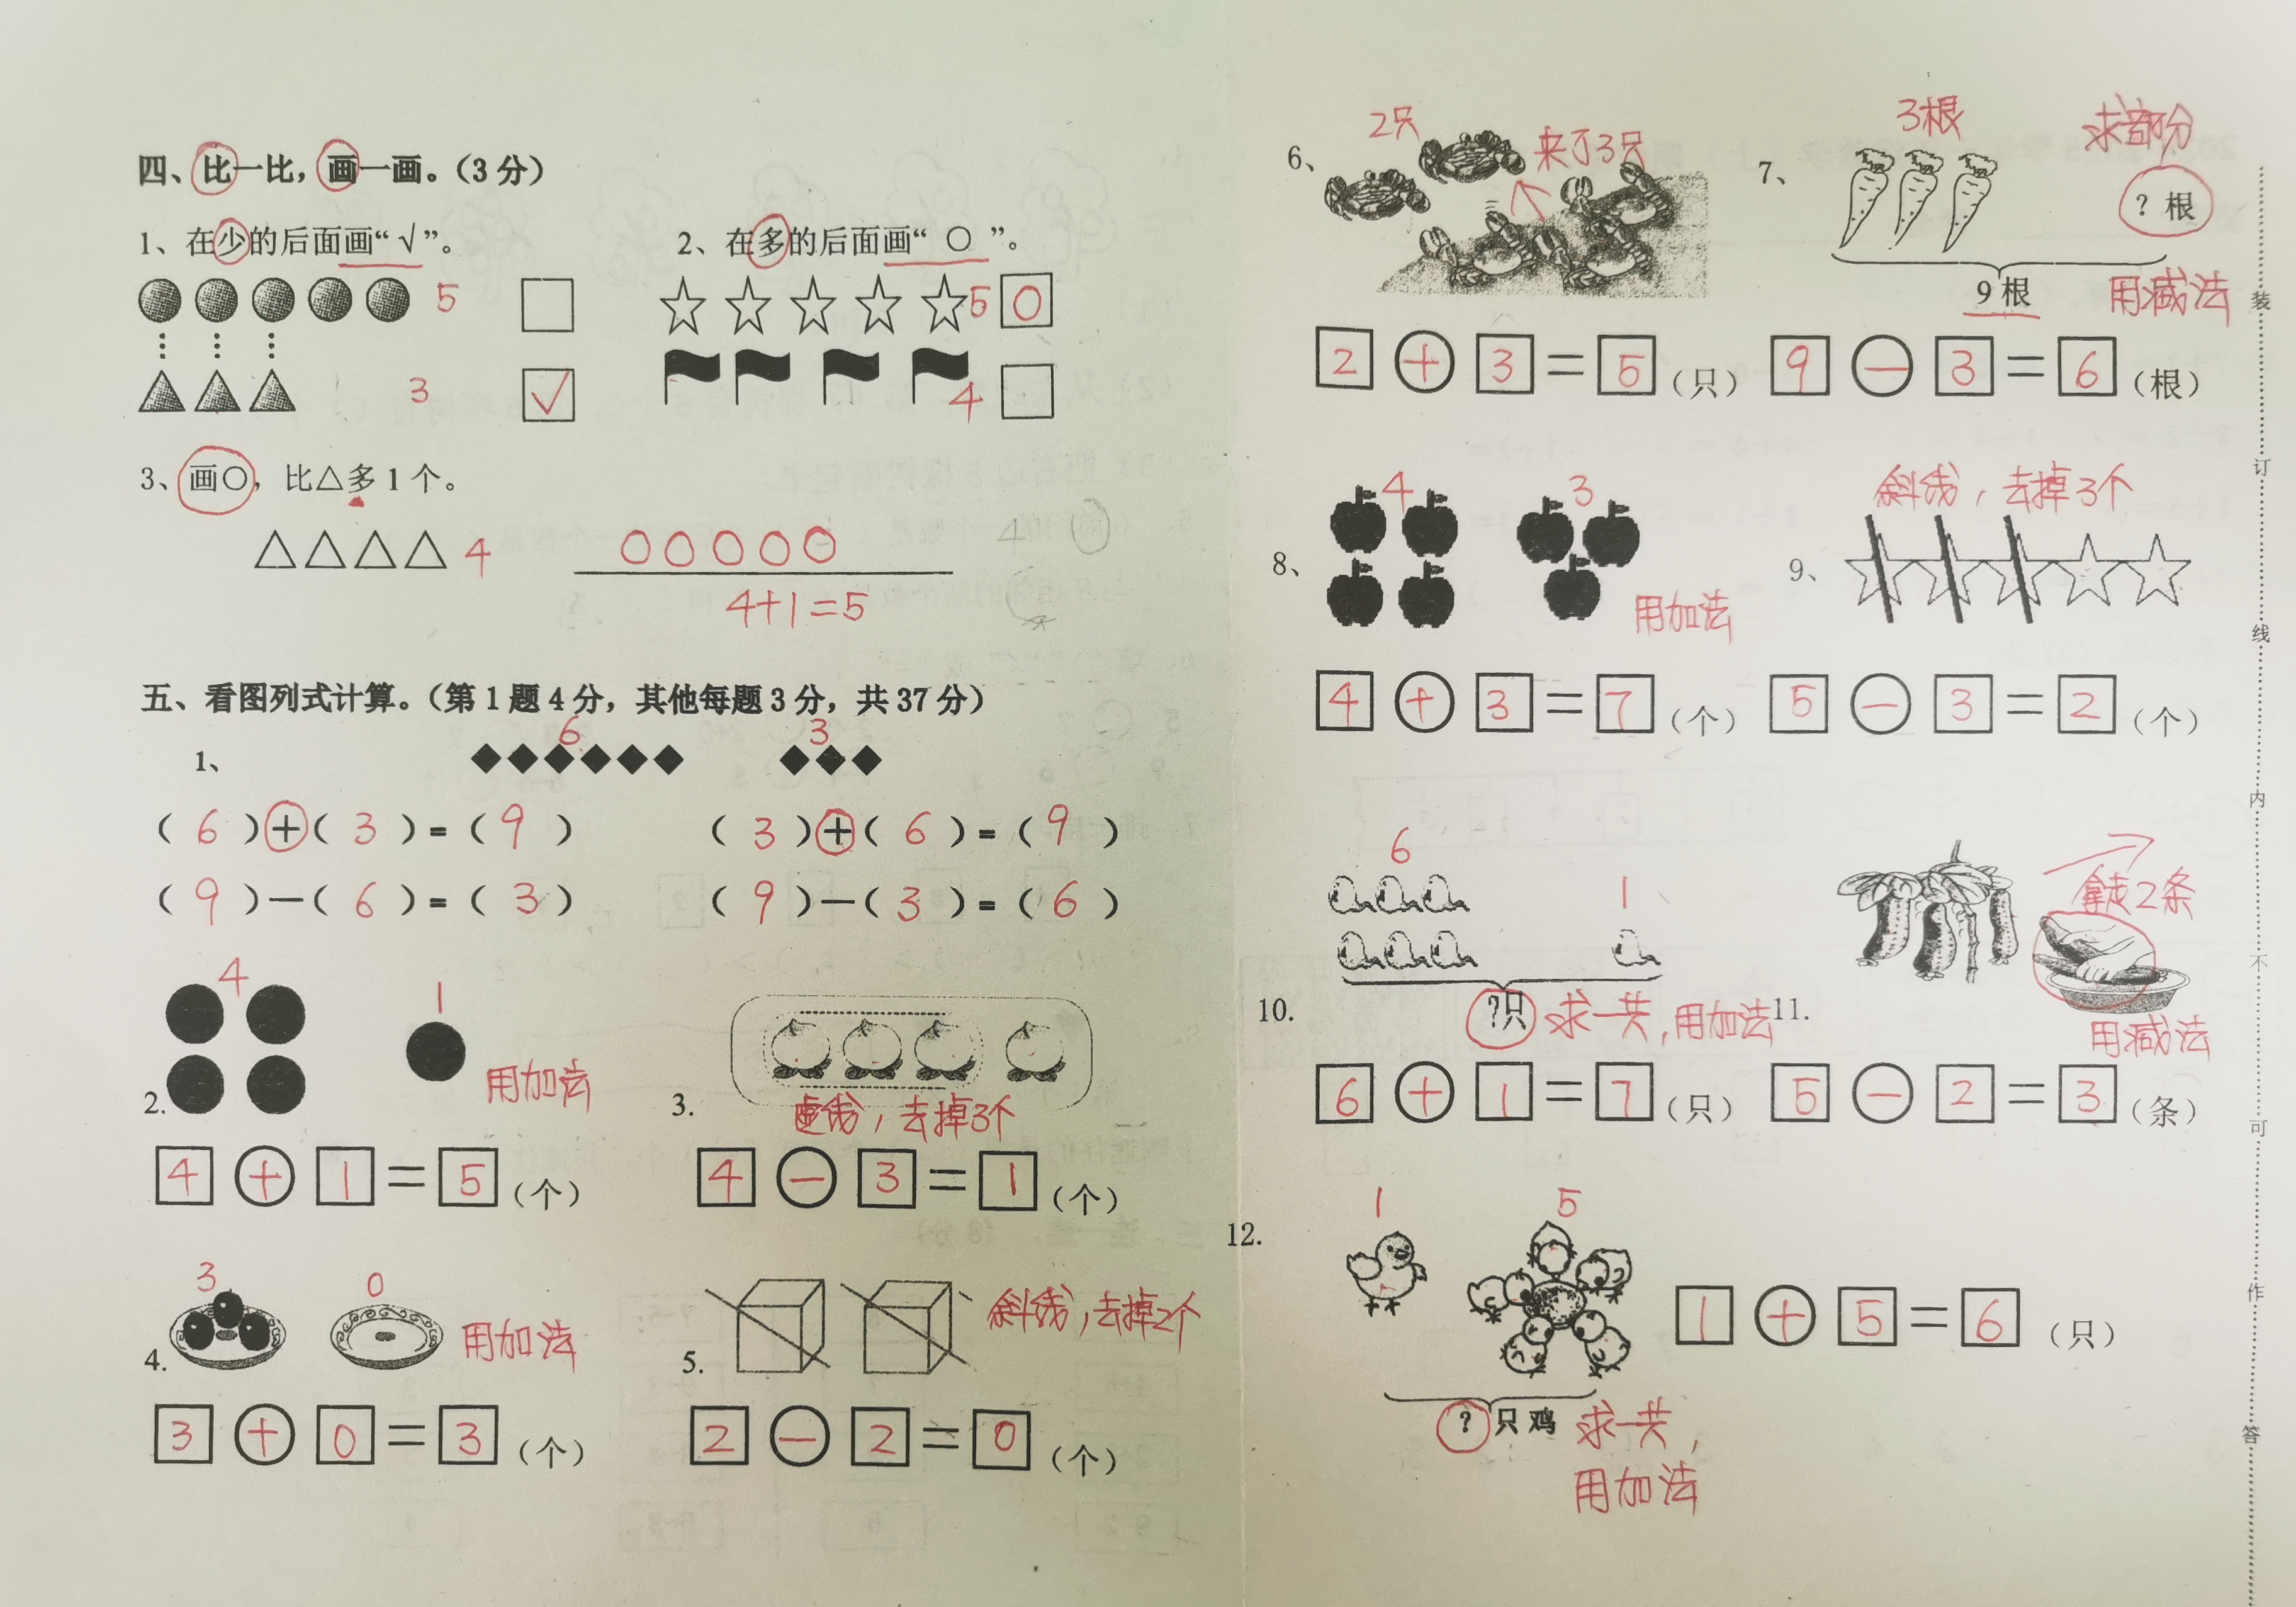 四、比一比，画一画。（3 分）
1、在少的后面画“√”。
5
3
√
2、在多的后面画“ ○ ”。
5 ○
4
3、画○，比△多 1 个。
△△△△ 4 ○○○○○
4+1=5
五、看图列式计算。（第 1 题 4 分，其他每题 3 分，共 37 分）
1、
6 3
（ 6 ）+（ 3 ）=（ 9 ） （ 3 ）+（ 6 ）=（ 9 ）
（ 9 ）—（ 6 ）=（ 3 ） （ 9 ）—（ 3 ）=（ 6 ）
4 1
2. 用加法
4 + 1 = 5 （个）
3.
虚线，去掉3个
4 － 3 = 1 （个）
3 0
4. 用加法
3 + 0 = 3 （个）
5. 斜线，去掉2个
2 － 2 = 0 （个）
6、 2只 来了3只
2 + 3 = 5 （只）
7、 3根 求部分
？根
9 根 用减法
9 － 3 = 6 （根）
8、 4 3
用加法
4 + 3 = 7 （个）
9、 斜线，去掉3个
5 － 3 = 2 （个）
6 1
10. ?只 求一共，用加法
6 + 1 = 7 （只）
11. 拿走2条
用减法
5 － 2 = 3 （条）
12. 1 5
1 + 5 = 6 （只）
？只 鸡 求一共，
用加法
装 订 线 内 不 可 作 答